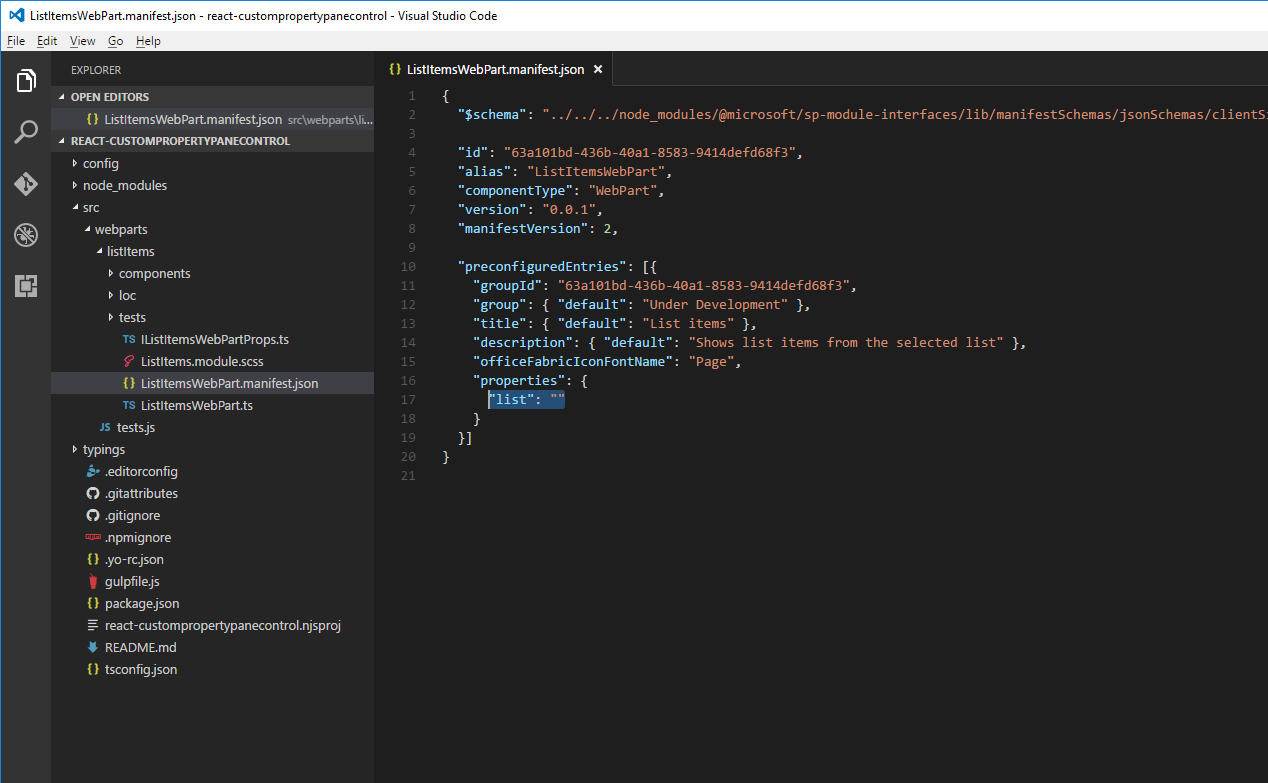 ListItemsWebPart.manifest.json - react-custompropertypanecontrol - Visual Studio Code
File Edit View Go Help
EXPLORER
OPEN EDITORS
{} ListItemsWebPart.manifest.json src\webparts\li...
REACT-CUSTOMPROPERTYPANECONTROL
config
node_modules
src
webparts
listItems
components
loc
tests
TS IListItemsWebPartProps.ts
ListItems.module.scss
{} ListItemsWebPart.manifest.json
TS ListItemsWebPart.ts
JS tests.js
typings
.editorconfig
.gitattributes
.gitignore
.npmignore
{} .yo-rc.json
gulpfile.js
{} package.json
react-custompropertypanecontrol.njsproj
README.md
{} tsconfig.json
{} ListItemsWebPart.manifest.json ×
1 {
2 "$schema": "../../../node_modules/@microsoft/sp-module-interfaces/lib/manifestSchemas/jsonSchemas/clientSi
3
4 "id": "63a101bd-436b-40a1-8583-9414defd68f3",
5 "alias": "ListItemsWebPart",
6 "componentType": "WebPart",
7 "version": "0.0.1",
8 "manifestVersion": 2,
9
10 "preconfiguredEntries": [{
11 "groupId": "63a101bd-436b-40a1-8583-9414defd68f3",
12 "group": { "default": "Under Development" },
13 "title": { "default": "List items" },
14 "description": { "default": "Shows list items from the selected list" },
15 "officeFabricIconFontName": "Page",
16 "properties": {
17 "list": ""
18 }
19 }]
20 }
21